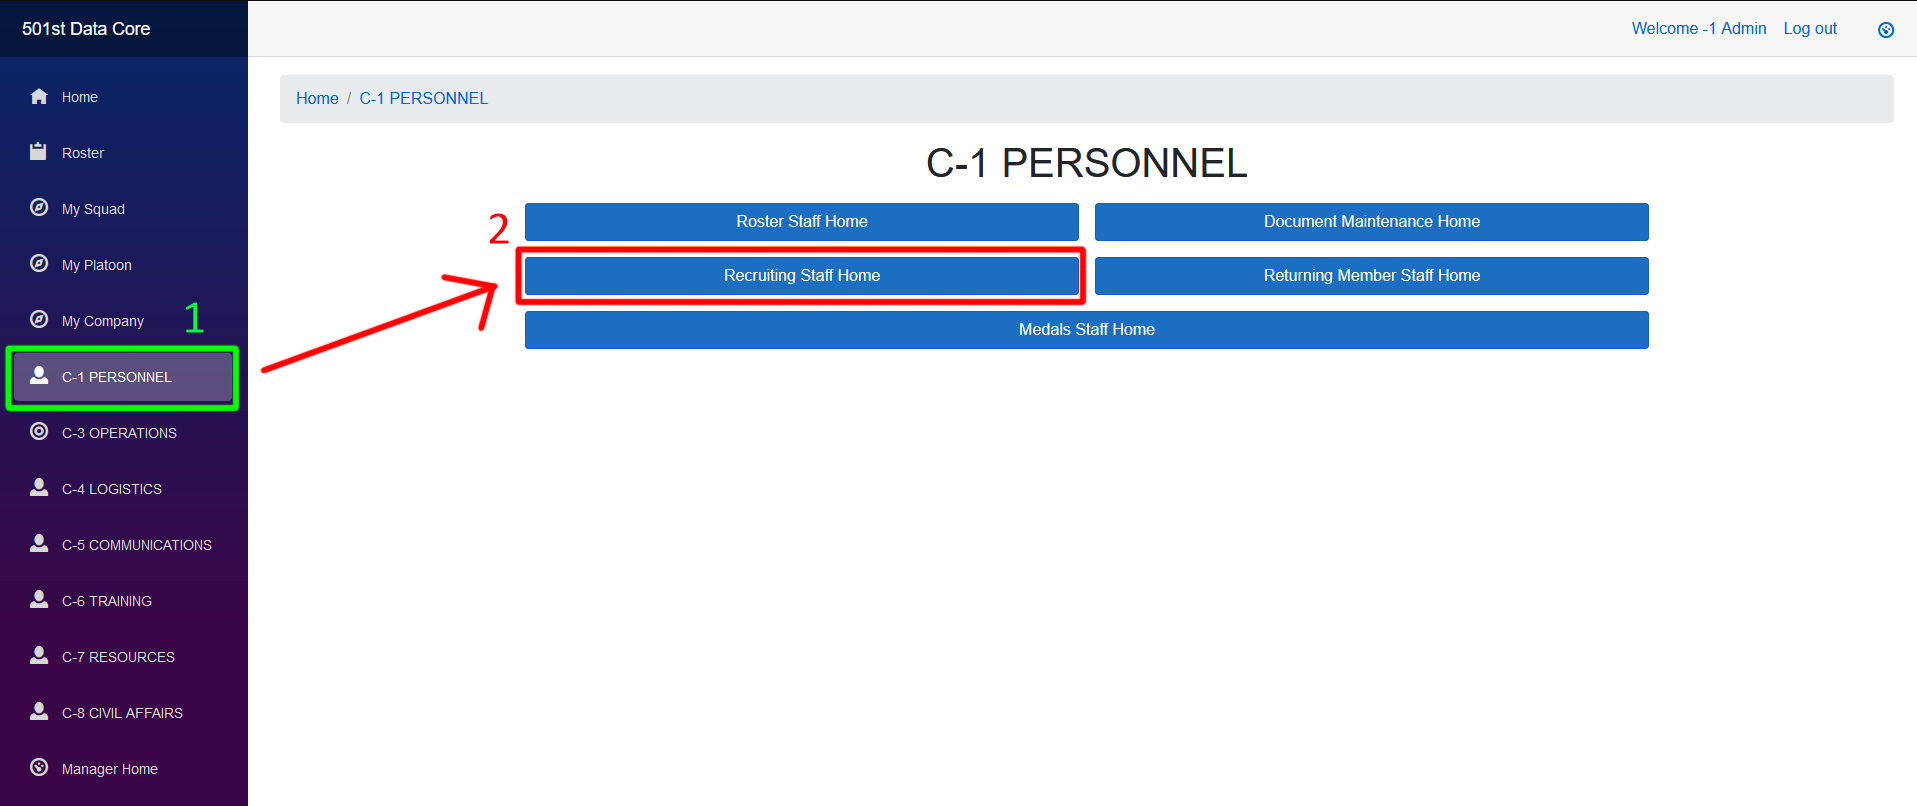 501st Data Core
Welcome -1 Admin Log out
Home
Roster
My Squad
My Platoon
My Company
1
C-1 PERSONNEL
C-3 OPERATIONS
C-4 LOGISTICS
C-5 COMMUNICATIONS
C-6 TRAINING
C-7 RESOURCES
C-8 CIVIL AFFAIRS
Manager Home
Home / C-1 PERSONNEL
C-1 PERSONNEL
Roster Staff Home
Document Maintenance Home
2
Recruiting Staff Home
Returning Member Staff Home
Medals Staff Home